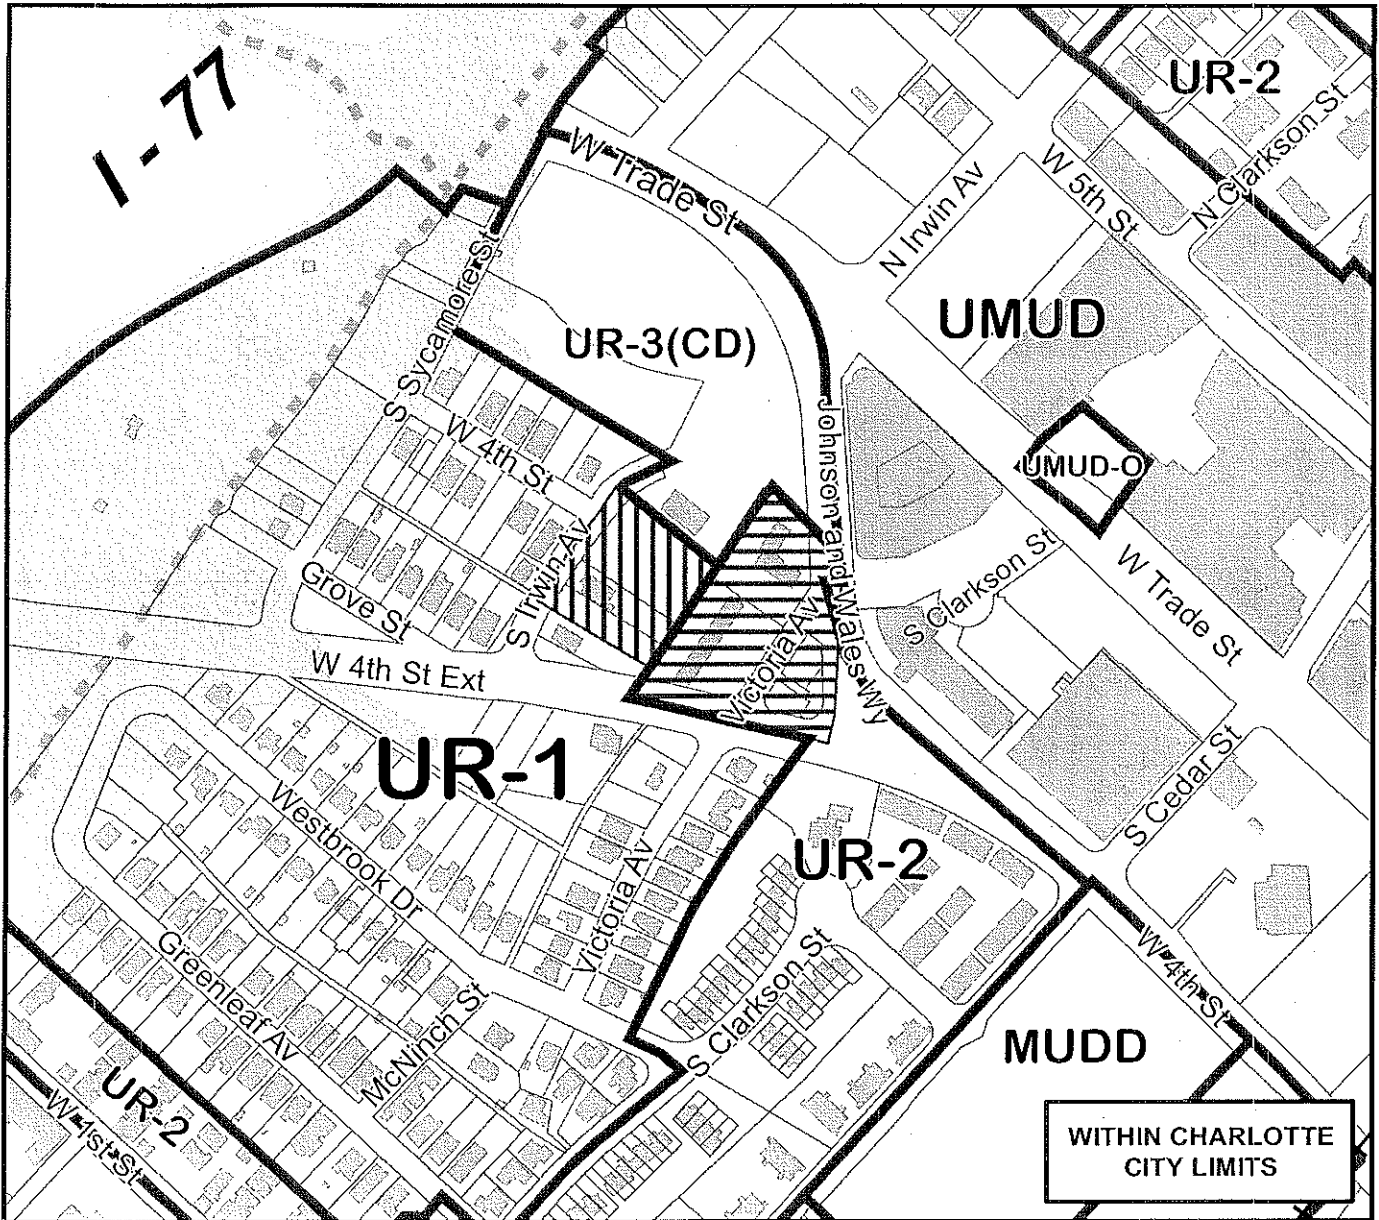 I - 77
UR-2
W Trade St
W 5th St
N Clarkson St
N Irwin Av
S Sycamore St
UR-3(CD)
UMUD
W 4th St
Johnson and Wales Wy
UMUD-O
S Irwin Av
Grove St
Victoria Av
S Clarkson St
W Trade St
W 4th St Ext
UR-1
S Cedar St
Westbrook Dr
Victoria Av
UR-2
Greenleaf Av
McNinch St
S Clarkson St
W 4th St
MUDD
UR-2
W 1st St
WITHIN CHARLOTTE
CITY LIMITS